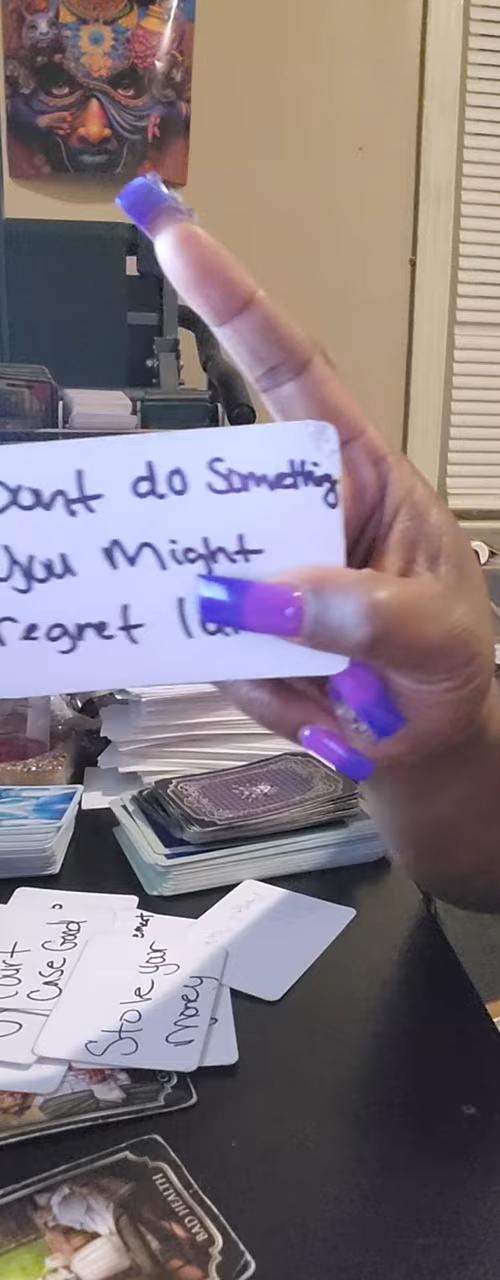 Dont do Something
You Might
regret
Court
Case Good
Stole your
Money
BAD HEALTH